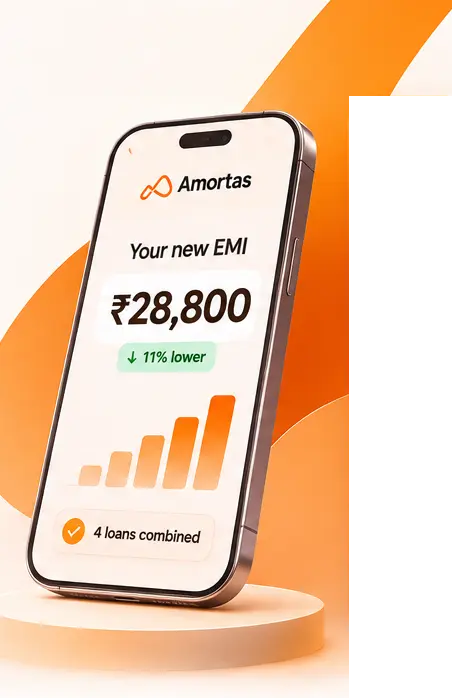 Amortas
Your new EMI
₹28,800
↓ 11% lower
4 loans combined